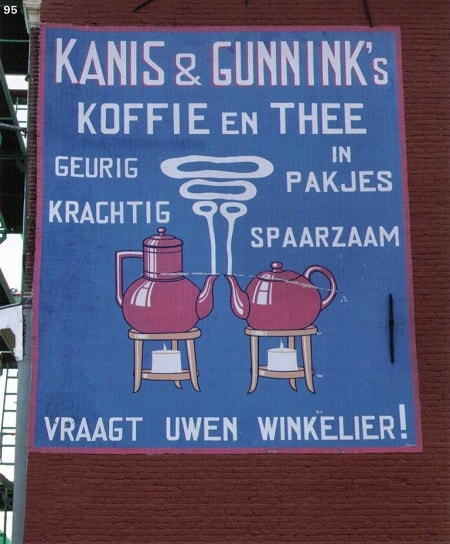 95
KANIS & GUNNINK's
KOFFIE EN THEE
GEURIG
IN
PAKJES
KRACHTIG
SPAARZAAM
VRAAGT UWEN WINKELIER!